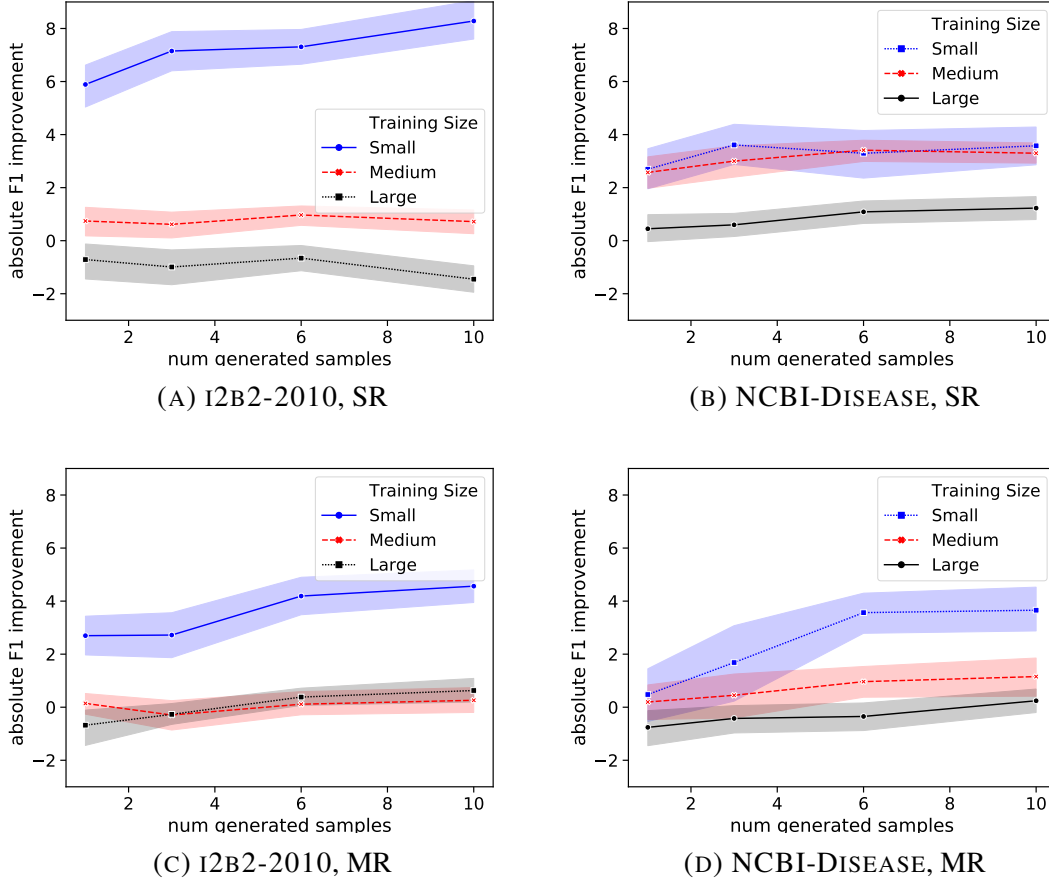 8
6
4
2
0
−2
absolute F1 improvement
Training Size
Small
Medium
Large
2 4 6 8 10
num generated samples
(A) I2B2-2010, SR
8
6
4
2
0
−2
absolute F1 improvement
Training Size
Small
Medium
Large
2 4 6 8 10
num generated samples
(B) NCBI-DISEASE, SR
8
6
4
2
0
−2
absolute F1 improvement
Training Size
Small
Medium
Large
2 4 6 8 10
num generated samples
(C) I2B2-2010, MR
8
6
4
2
0
−2
absolute F1 improvement
Training Size
Small
Medium
Large
2 4 6 8 10
num generated samples
(D) NCBI-DISEASE, MR